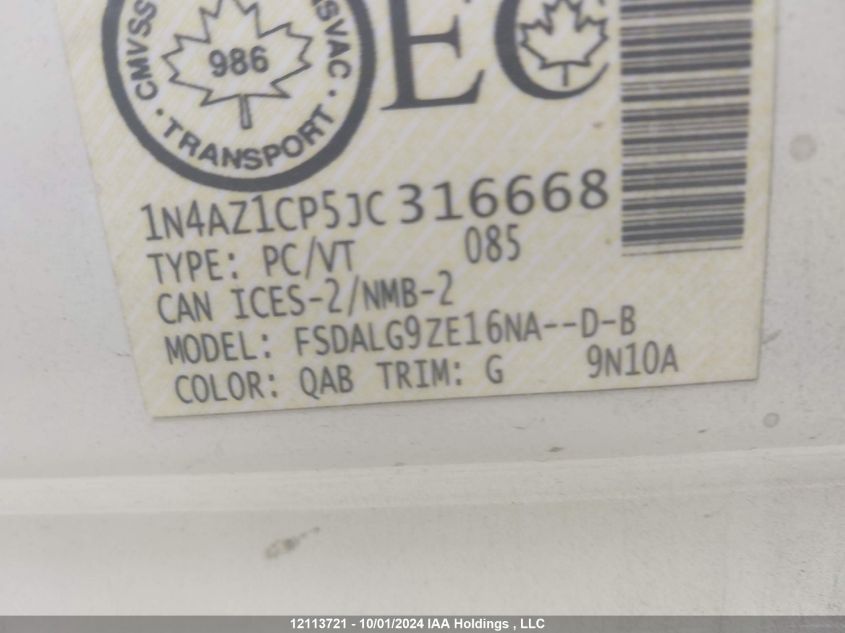 CMVSS
SVAC
986
TRANSPORT
EC
1N4AZ1CP5JC316668
TYPE: PC/VT 085
CAN ICES-2/NMB-2
MODEL: FSDALG9ZE16NA--D-B
COLOR: QAB TRIM: G 9N10A
12113721 - 10/01/2024 IAA Holdings , LLC